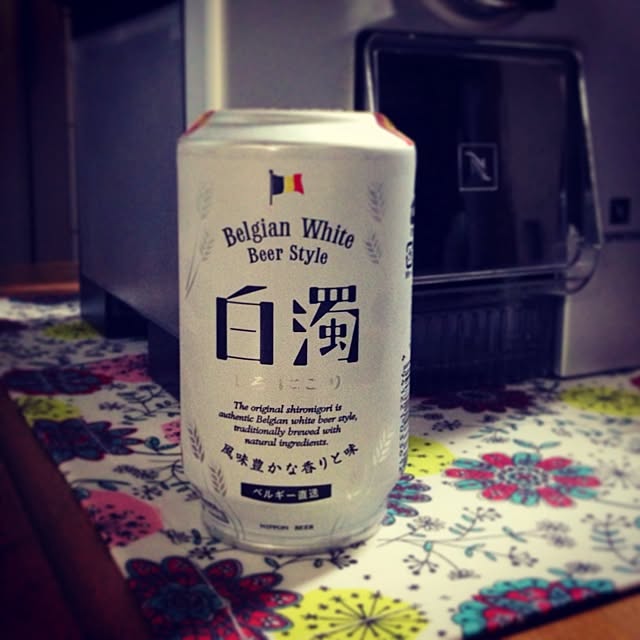 Belgian White
Beer Style
白濁
しろにごり
The original shironigori is
authentic Belgian white beer style,
traditionally brewed with
natural ingredients.
風味豊かな香りと味
ベルギー直送
NIPPON BEER